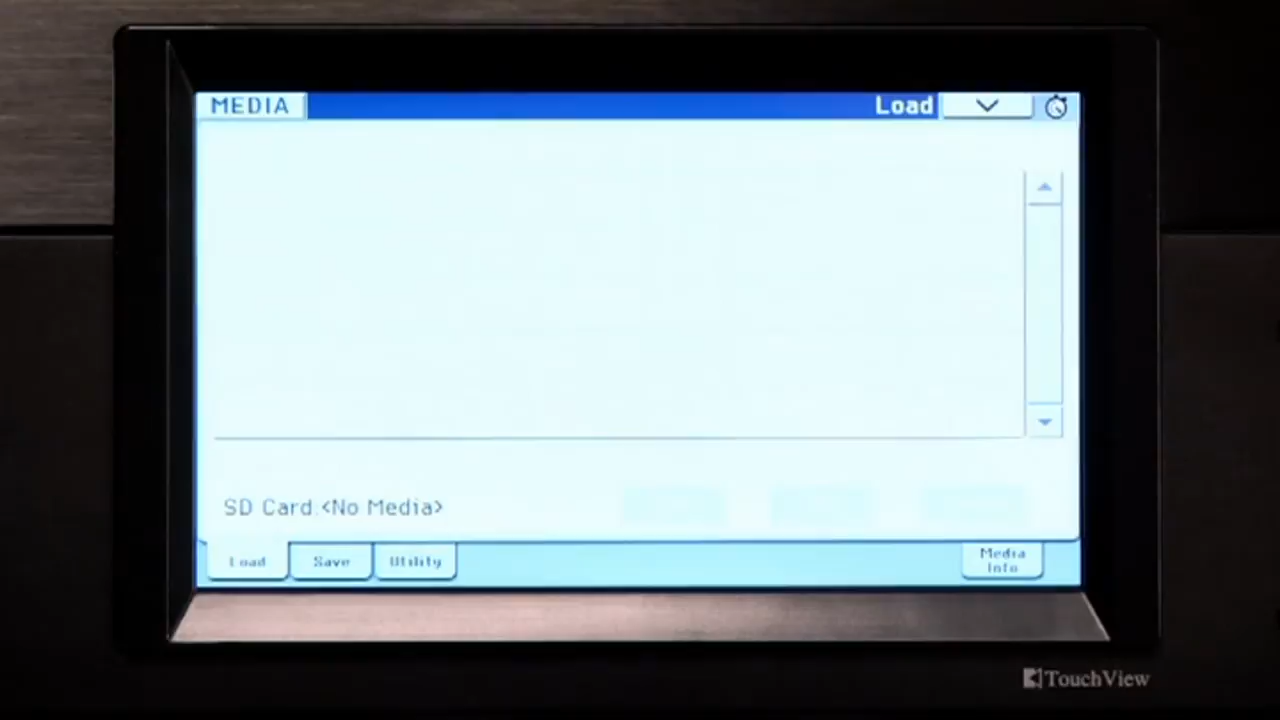 MEDIA Load
SD Card:<No Media>
Load Save Utility Media
Info
TouchView